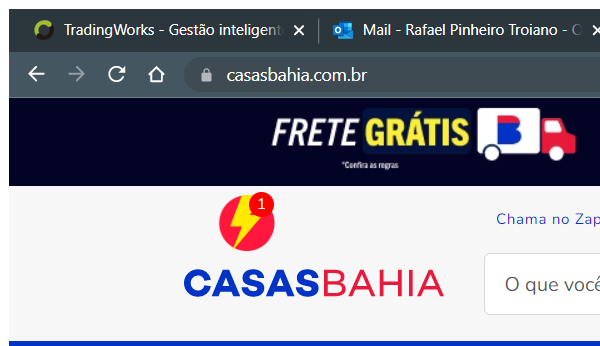 TradingWorks - Gestão inteligent
Mail - Rafael Pinheiro Troiano - O
casasbahia.com.br
FRETE GRÁTIS
*Confira as regras
B
1
Chama no Zap
CASASBAHIA
O que você